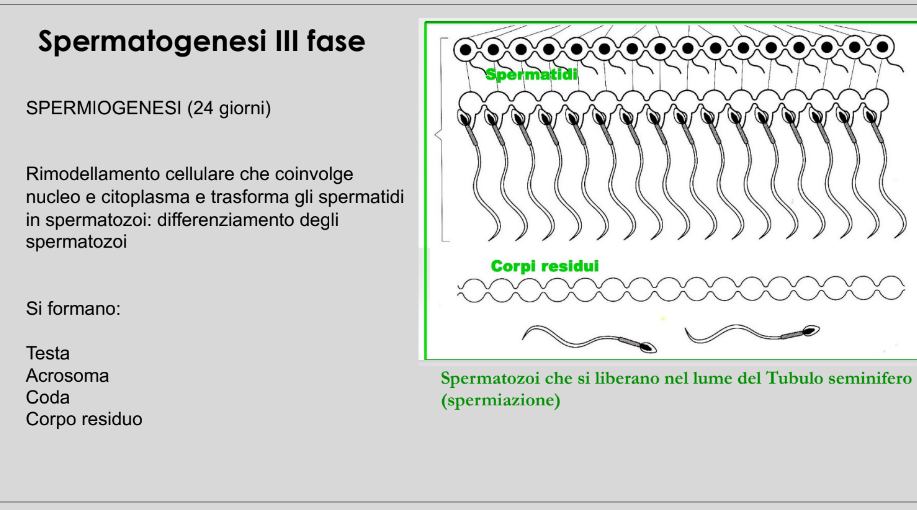 Spermatogenesi III fase
SPERMIOGENESI (24 giorni)
Rimodellamento cellulare che coinvolge
nucleo e citoplasma e trasforma gli spermatidi
in spermatozoi: differenziamento degli
spermatozoi
Si formano:
Testa
Acrosoma
Coda
Corpo residuo
Spermatidi
Corpi residui
Spermatozoi che si liberano nel lume del Tubulo seminifero
(spermiazione)